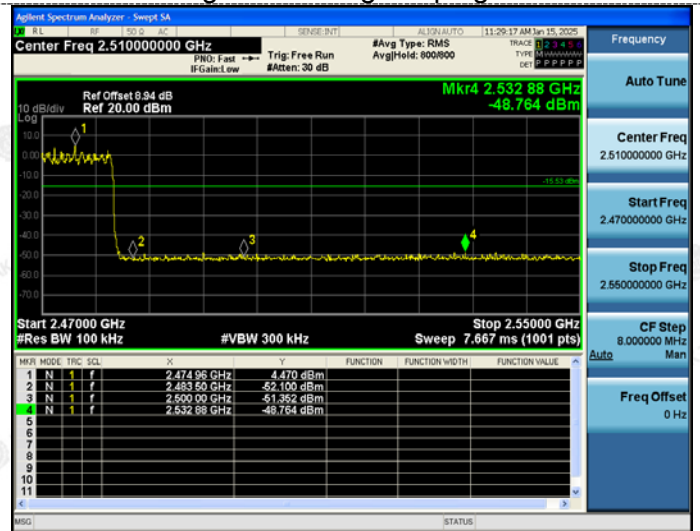 Agilent Spectrum Analyzer - Swept SA
RL RF 50 Ω AC SENSE:INT ALIGNAUTO 11:29:17 AM Jan 15, 2025
Center Freq 2.510000000 GHz
PNO: Fast
IFGain:Low
Trig: Free Run
#Atten: 30 dB
#Avg Type: RMS
Avg|Hold: 800/800
TRACE 1 2 3 4 5 6
TYPE M
DET P P P P P P
Ref Offset 8.94 dB
10 dB/div Ref 20.00 dBm
Log
Mkr4 2.532 88 GHz
-48.764 dBm
10.0
0.00
-10.0
-20.0
-30.0
-40.0
-50.0
-60.0
-70.0
1
2
3
4
-15.53 dBm
Start 2.47000 GHz Stop 2.55000 GHz
#Res BW 100 kHz #VBW 300 kHz Sweep 7.667 ms (1001 pts)
MKR MODE TRC SCL X Y FUNCTION FUNCTION WIDTH FUNCTION VALUE
1 N 1 f 2.474 96 GHz 4.470 dBm
2 N 1 f 2.483 50 GHz -52.100 dBm
3 N 1 f 2.500 00 GHz -51.352 dBm
4 N 1 f 2.532 88 GHz -48.764 dBm
5
6
7
8
9
10
11
MSG STATUS
Frequency
Auto Tune
Center Freq
2.510000000 GHz
Start Freq
2.470000000 GHz
Stop Freq
2.550000000 GHz
CF Step
8.000000 MHz
Auto Man
Freq Offset
0 Hz